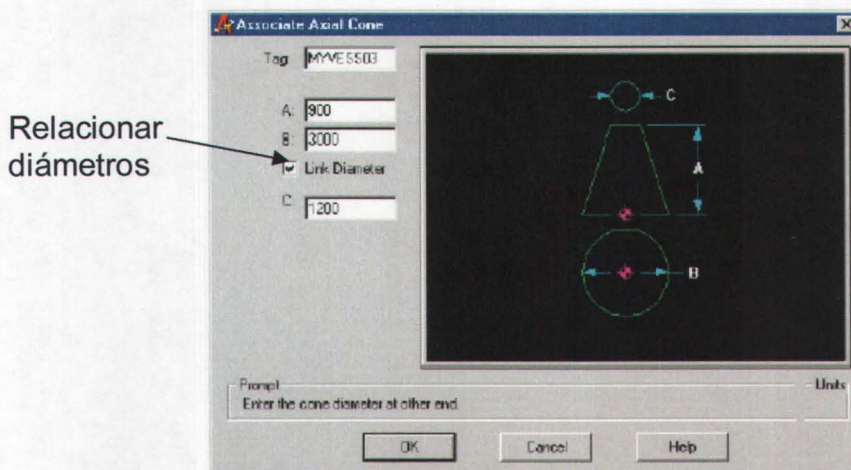 Associate Axial Cone
Relacionar
diámetros
Tag: MYVESS03
A: 900
B: 3000
Link Diameter
C: 1200
C
A
B
Prompt
Enter the cone diameter at other end.
Units
OK
Cancel
Help